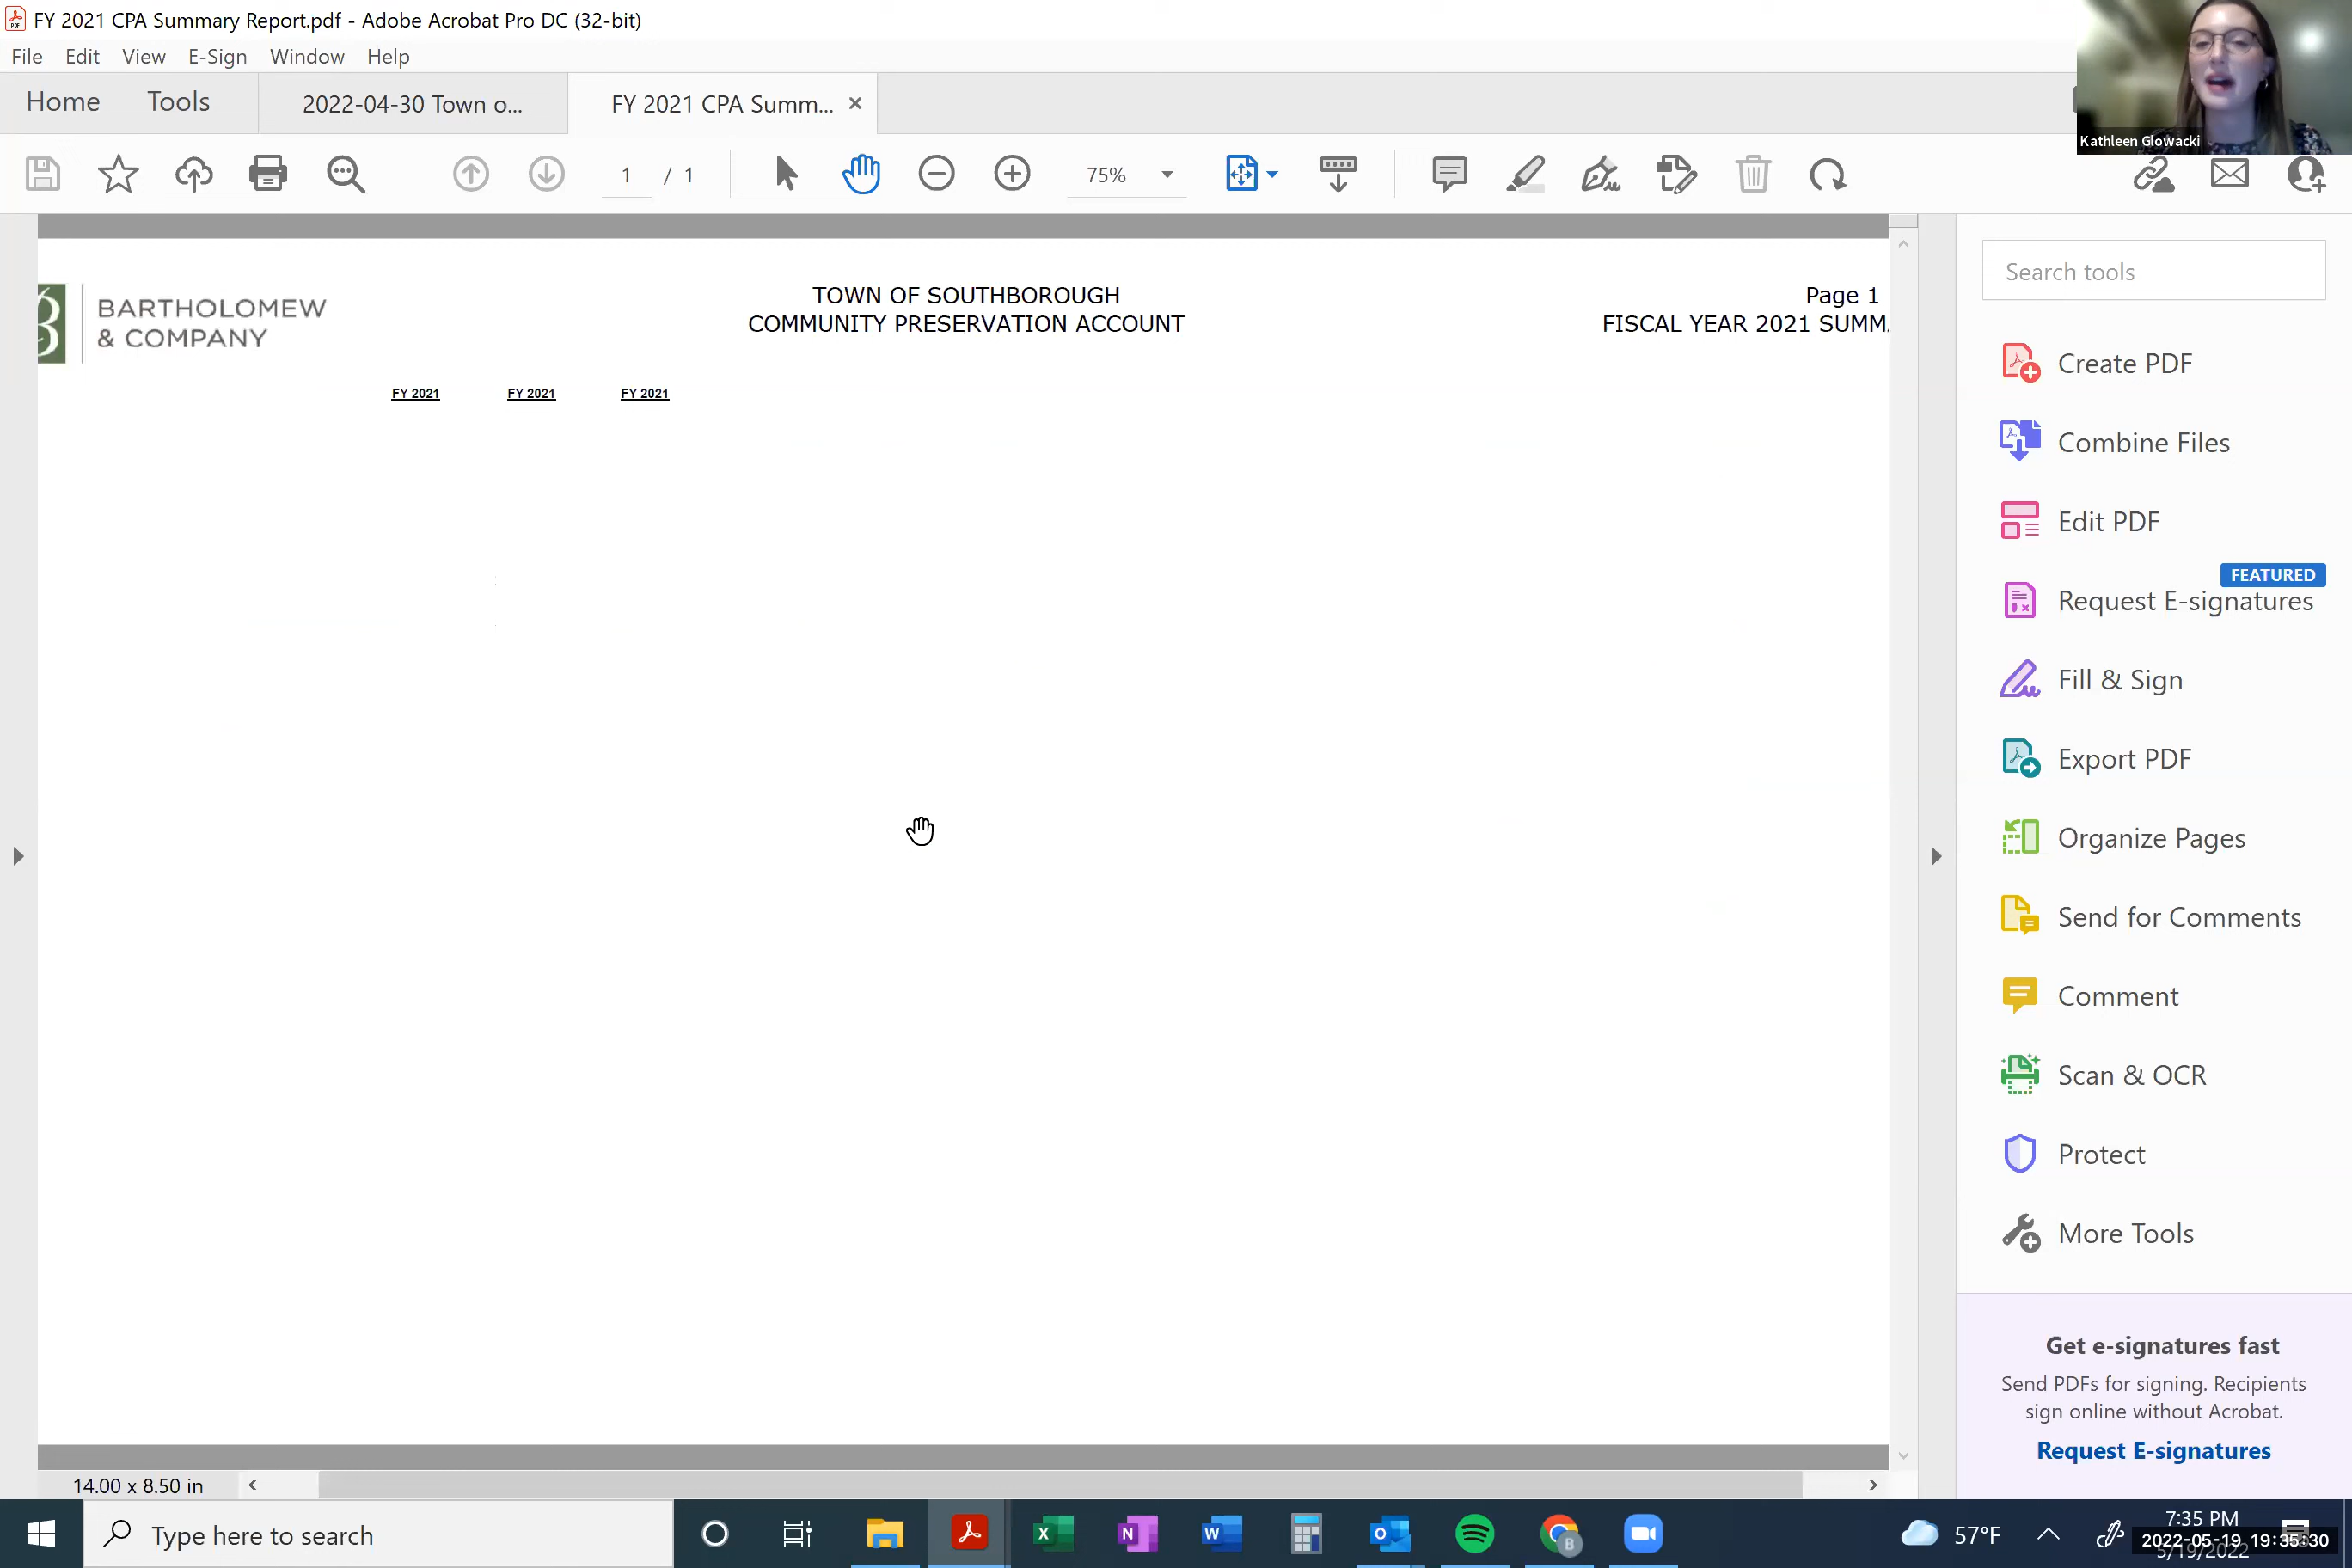 FY 2021 CPA Summary Report.pdf - Adobe Acrobat Pro DC (32-bit)
File Edit View E-Sign Window Help
Home Tools 2022-04-30 Town o... FY 2021 CPA Summ...
Kathleen Glowacki
1 / 1 75%
BARTHOLOMEW
& COMPANY
TOWN OF SOUTHBOROUGH
COMMUNITY PRESERVATION ACCOUNT
Page 1
FISCAL YEAR 2021 SUMM
FY 2021 FY 2021 FY 2021
Search tools
Create PDF
Combine Files
Edit PDF
FEATURED
Request E-signatures
Fill & Sign
Export PDF
Organize Pages
Send for Comments
Comment
Scan & OCR
Protect
More Tools
Get e-signatures fast
Send PDFs for signing. Recipients
sign online without Acrobat.
Request E-signatures
14.00 x 8.50 in
Type here to search
57°F
7:35 PM
2022-05-19 19:35:30
5/19/2022